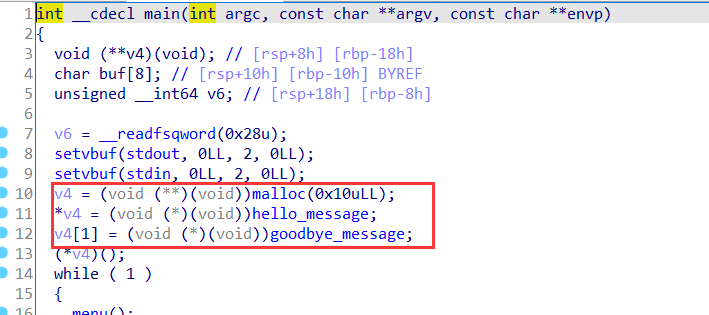 1 int __cdecl main(int argc, const char **argv, const char **envp)
2 {
3 void (**v4)(void); // [rsp+8h] [rbp-18h]
4 char buf[8]; // [rsp+10h] [rbp-10h] BYREF
5 unsigned __int64 v6; // [rsp+18h] [rbp-8h]
6
7 v6 = __readfsqword(0x28u);
8 setvbuf(stdout, 0LL, 2, 0LL);
9 setvbuf(stdin, 0LL, 2, 0LL);
10 v4 = (void (**)(void))malloc(0x10uLL);
11 *v4 = (void (*)(void))hello_message;
12 v4[1] = (void (*)(void))goodbye_message;
13 (*v4)();
14 while ( 1 )
15 {
16 menu();